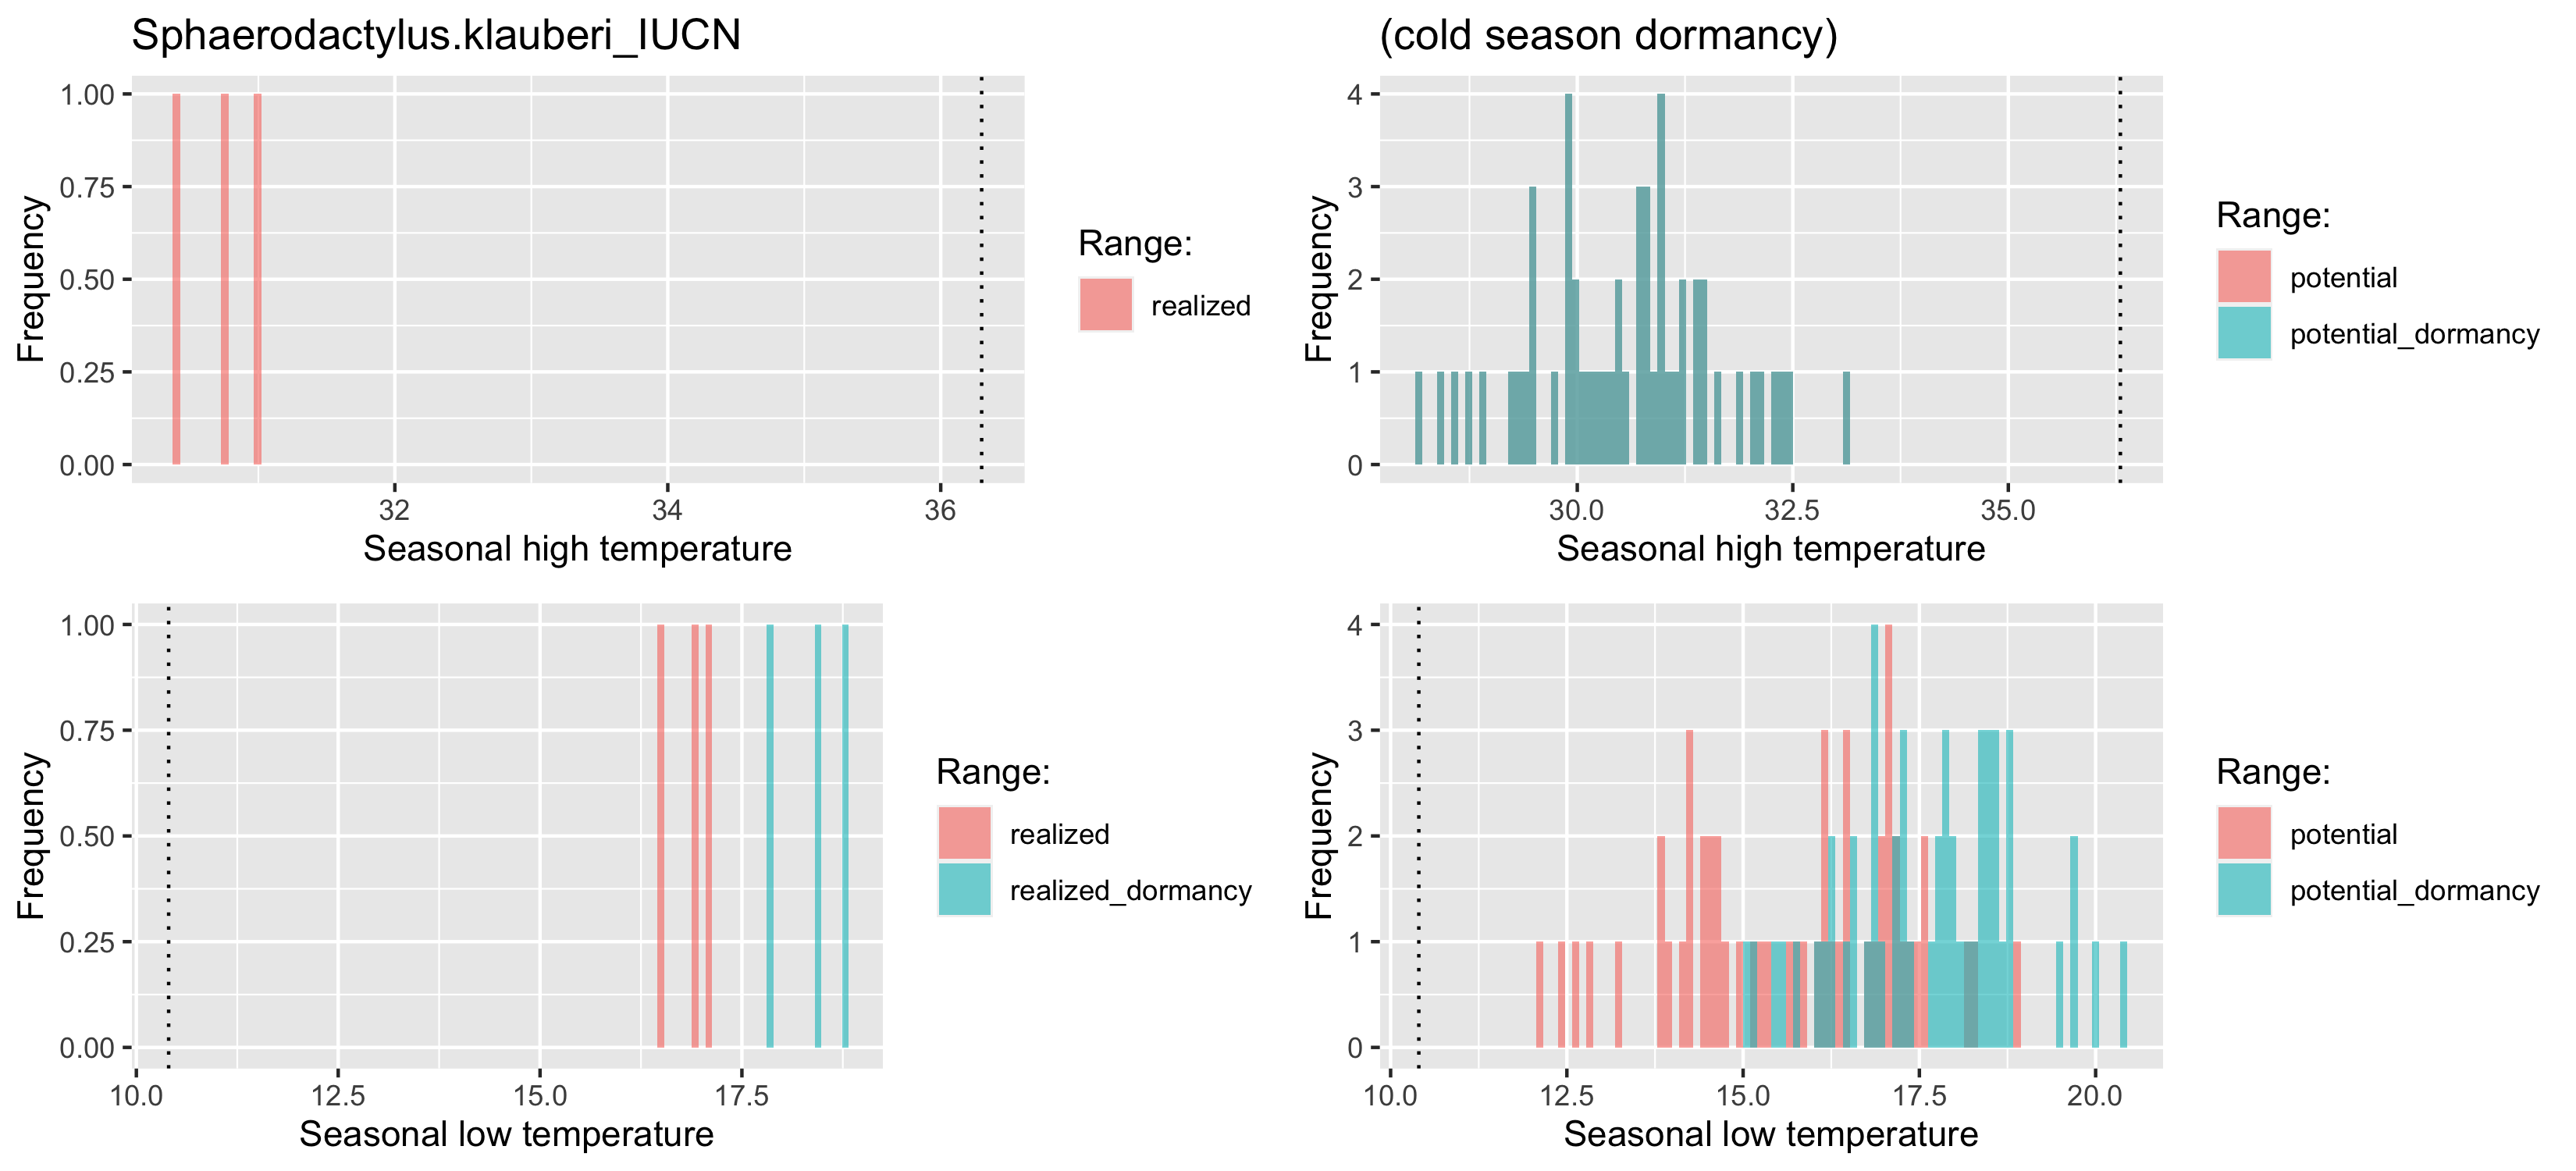 Sphaerodactylus.klauberi_IUCN
1.00
0.75
0.50
0.25
0.00
Frequency
32
34
36
Seasonal high temperature
Range:
realized
(cold season dormancy)
4
3
2
1
0
Frequency
30.0
32.5
35.0
Seasonal high temperature
Range:
potential
potential_dormancy
1.00
0.75
0.50
0.25
0.00
Frequency
10.0
12.5
15.0
17.5
Seasonal low temperature
Range:
realized
realized_dormancy
4
3
2
1
0
Frequency
10.0
12.5
15.0
17.5
20.0
Seasonal low temperature
Range:
potential
potential_dormancy